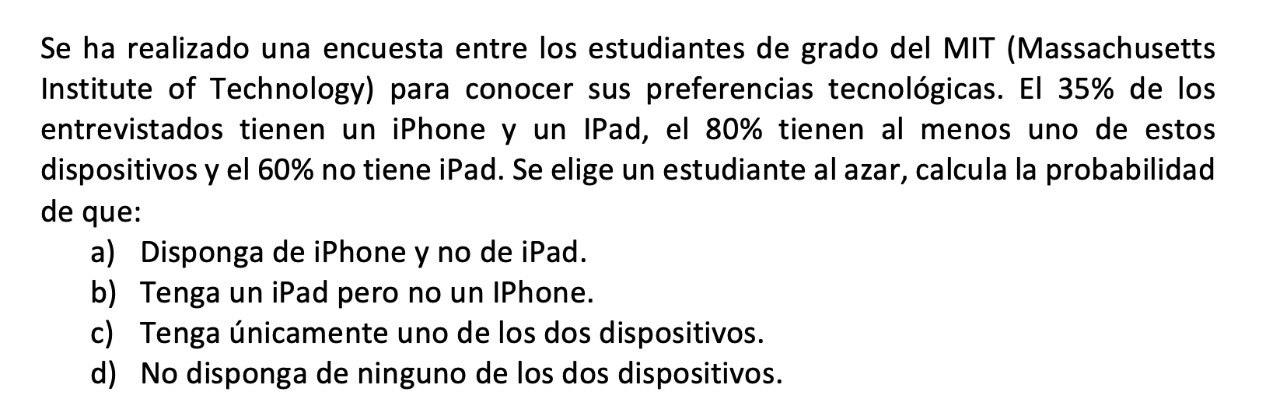 Se ha realizado una encuesta entre los estudiantes de grado del MIT (Massachusetts
Institute of Technology) para conocer sus preferencias tecnológicas. El 35% de los
entrevistados tienen un iPhone y un IPad, el 80% tienen al menos uno de estos
dispositivos y el 60% no tiene iPad. Se elige un estudiante al azar, calcula la probabilidad
de que:
a) Disponga de iPhone y no de iPad.
b) Tenga un iPad pero no un IPhone.
c) Tenga únicamente uno de los dos dispositivos.
d) No disponga de ninguno de los dos dispositivos.